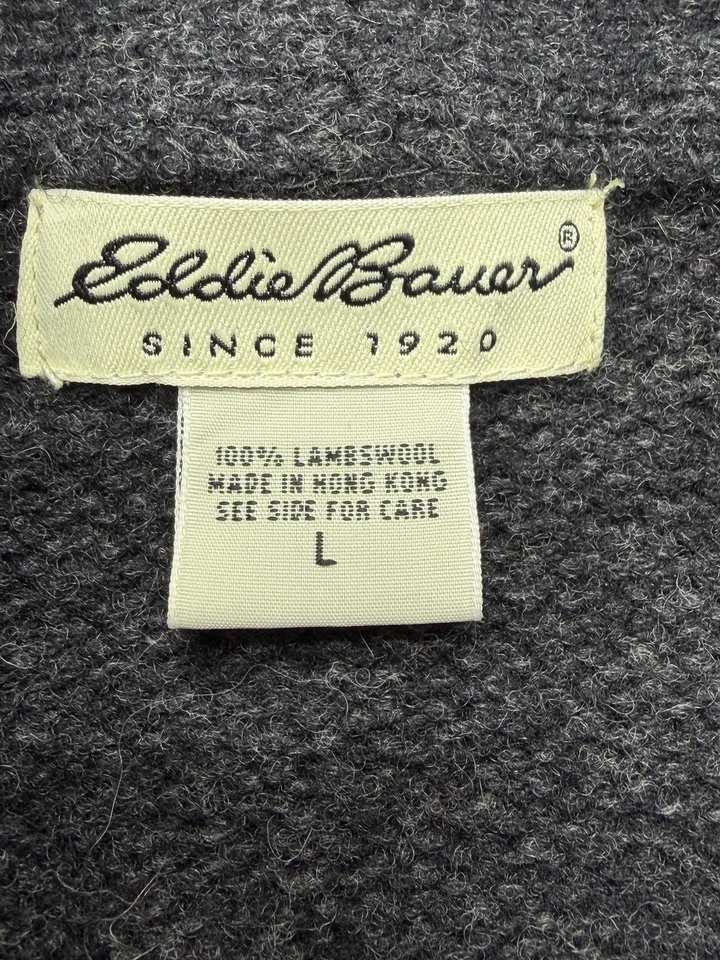 Eddie Bauer®
SINCE 1920
100% LAMBSWOOL
MADE IN HONG KONG
SEE SIDE FOR CARE
L